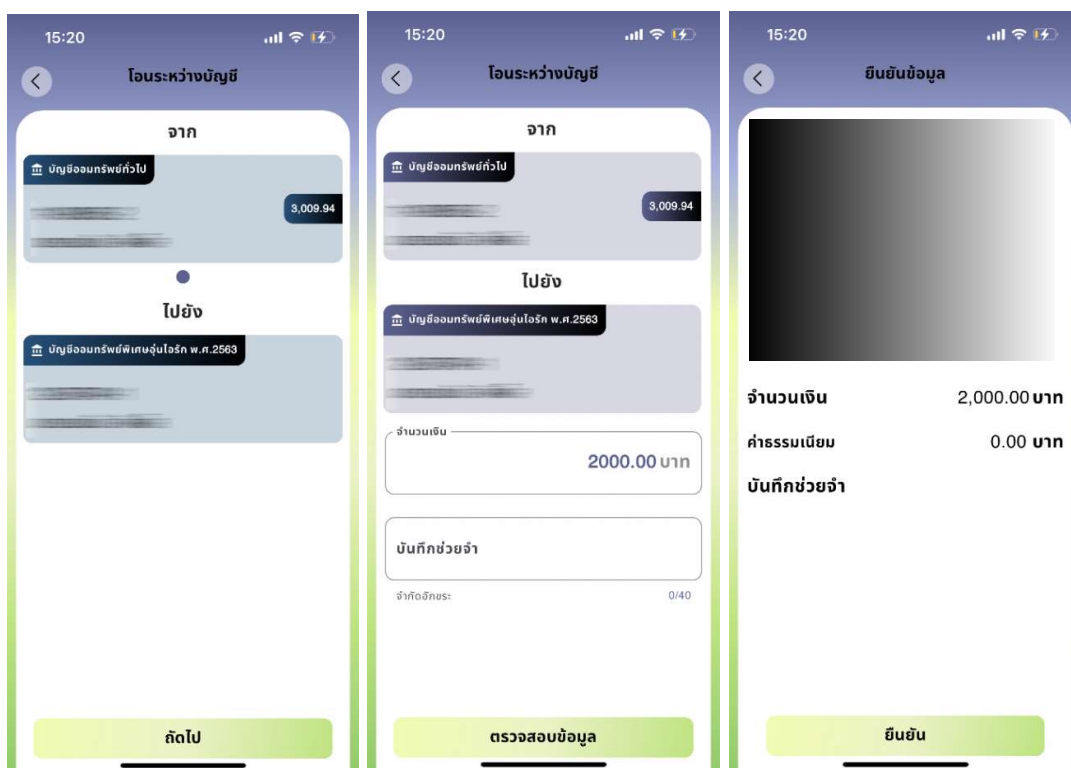 15:20
โอนระหว่างบัญชี
จาก
บัญชีออมทรัพย์ทั่วไป
3,009.94
ไปยัง
บัญชีออมทรัพย์พิเศษอุ่นไอรัก พ.ศ.2563
ถัดไป
15:20
โอนระหว่างบัญชี
จาก
บัญชีออมทรัพย์ทั่วไป
3,009.94
ไปยัง
บัญชีออมทรัพย์พิเศษอุ่นไอรัก พ.ศ.2563
จำนวนเงิน
2000.00 บาท
บันทึกช่วยจำ
จำกัดอักขระ 0/40
ตรวจสอบข้อมูล
15:20
ยืนยันข้อมูล
จำนวนเงิน 2,000.00 บาท
ค่าธรรมเนียม 0.00 บาท
บันทึกช่วยจำ
ยืนยัน